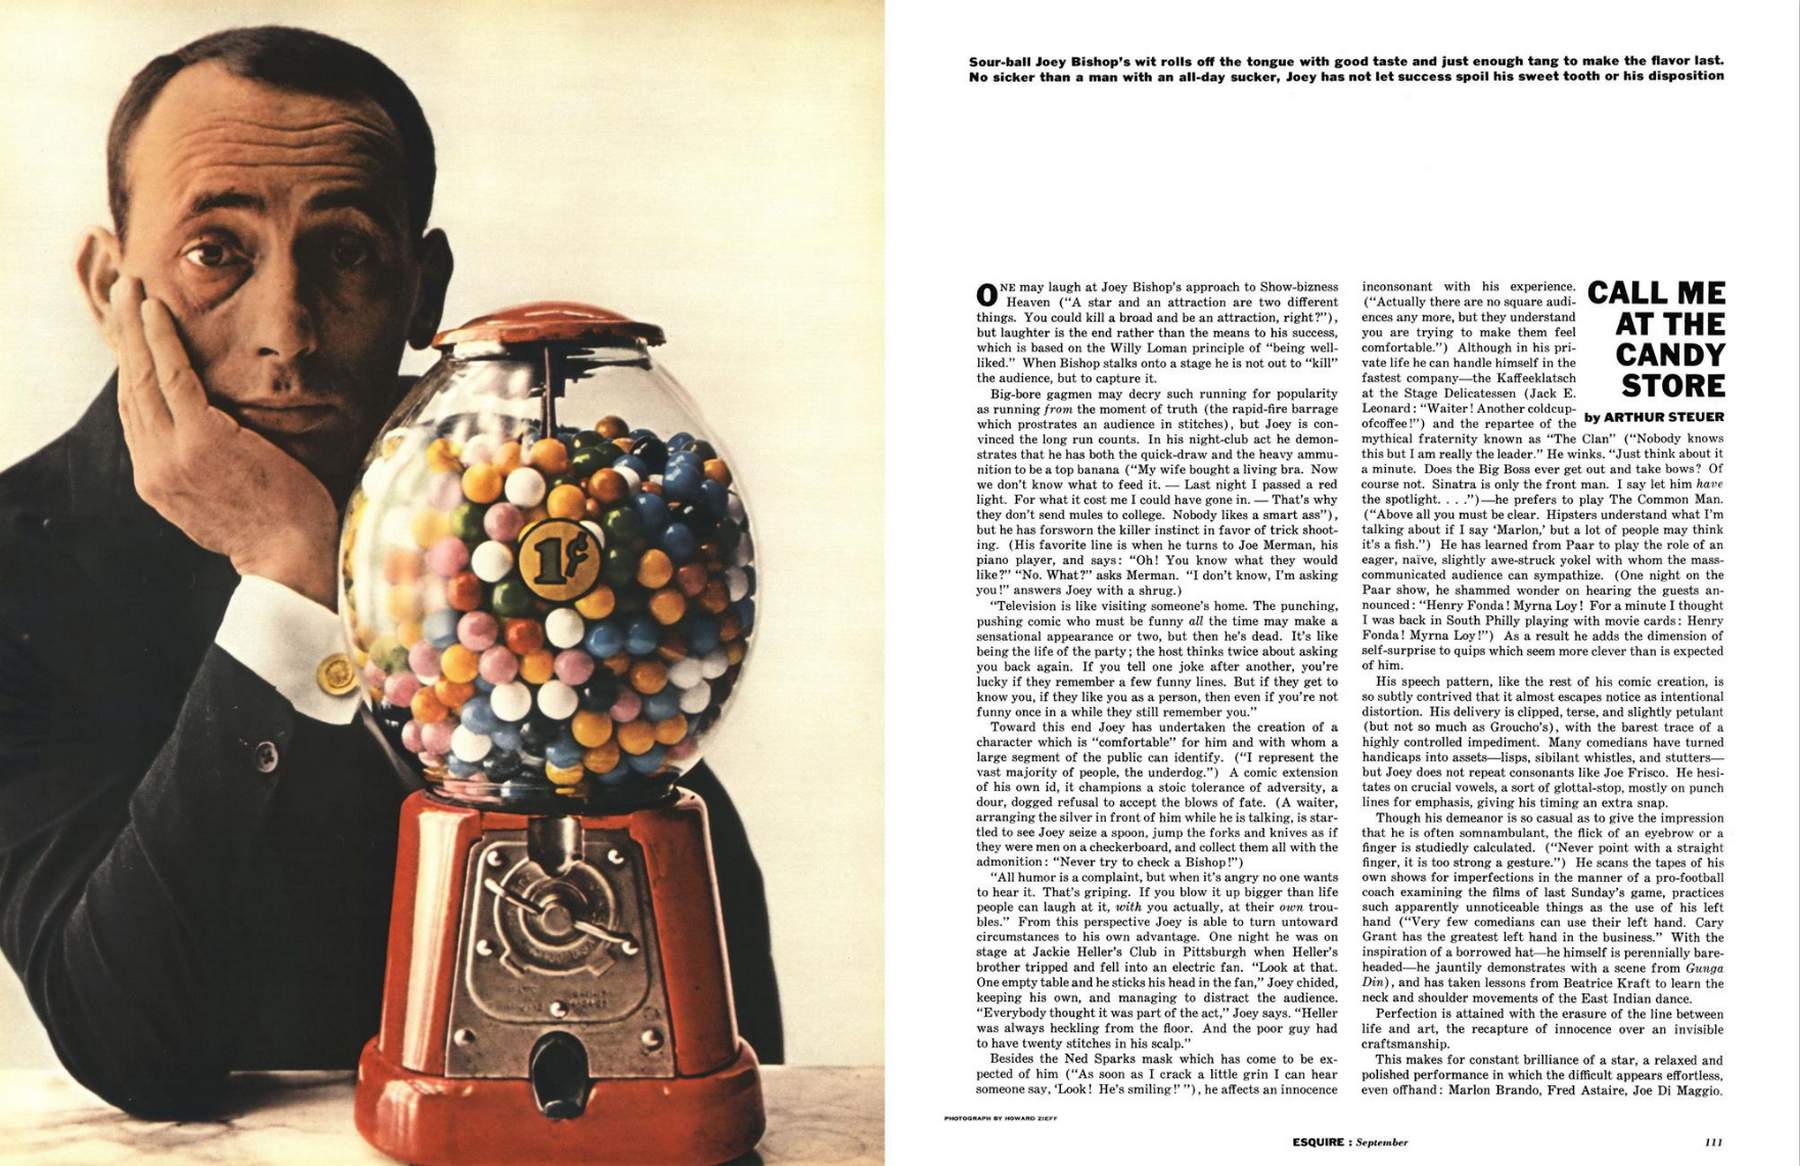 1¢
Sour-ball Joey Bishop's wit rolls off the tongue with good taste and just enough tang to make the flavor last.
No sicker than a man with an all-day sucker, Joey has not let success spoil his sweet tooth or his disposition
CALL ME
AT THE
CANDY
STORE
by ARTHUR STEUER
ONE may laugh at Joey Bishop's approach to Show-bizness
Heaven (“A star and an attraction are two different
things. You could kill a broad and be an attraction, right?”),
but laughter is the end rather than the means to his success,
which is based on the Willy Loman principle of “being well-
liked.” When Bishop stalks onto a stage he is not out to “kill”
the audience, but to capture it.
Big-bore gagmen may decry such running for popularity
as running from the moment of truth (the rapid-fire barrage
which prostrates an audience in stitches), but Joey is con-
vinced the long run counts. In his night-club act he demon-
strates that he has both the quick-draw and the heavy ammu-
nition to be a top banana (“My wife bought a living bra. Now
we don't know what to feed it. — Last night I passed a red
light. For what it cost me I could have gone in. — That's why
they don't send mules to college. Nobody likes a smart ass”),
but he has forsworn the killer instinct in favor of trick shoot-
ing. (His favorite line is when he turns to Joe Merman, his
piano player, and says: “Oh! You know what they would
like?” “No. What?” asks Merman. “I don't know, I'm asking
you!” answers Joey with a shrug.)
“Television is like visiting someone's home. The punching,
pushing comic who must be funny all the time may make a
sensational appearance or two, but then he's dead. It's like
being the life of the party; the host thinks twice about asking
you back again. If you tell one joke after another, you're
lucky if they remember a few funny lines. But if they get to
know you, if they like you as a person, then even if you're not
funny once in a while they still remember you.”
Toward this end Joey has undertaken the creation of a
character which is “comfortable” for him and with whom a
large segment of the public can identify. (“I represent the
vast majority of people, the underdog.”) A comic extension
of his own id, it champions a stoic tolerance of adversity, a
dour, dogged refusal to accept the blows of fate. (A waiter,
arranging the silver in front of him while he is talking, is star-
tled to see Joey seize a spoon, jump the forks and knives as if
they were men on a checkerboard, and collect them all with the
admonition: “Never try to check a Bishop!”)
“All humor is a complaint, but when it's angry no one wants
to hear it. That's griping. If you blow it up bigger than life
people can laugh at it, with you actually, at their own trou-
bles.” From this perspective Joey is able to turn untoward
circumstances to his own advantage. One night he was on
stage at Jackie Heller's Club in Pittsburgh when Heller's
brother tripped and fell into an electric fan. “Look at that.
One empty table and he sticks his head in the fan,” Joey chided,
keeping his own, and managing to distract the audience.
“Everybody thought it was part of the act,” Joey says. “Heller
was always heckling from the floor. And the poor guy had
to have twenty stitches in his scalp.”
Besides the Ned Sparks mask which has come to be ex-
pected of him (“As soon as I crack a little grin I can hear
someone say, ‘Look! He's smiling!’ ”), he affects an innocence
inconsonant with his experience.
(“Actually there are no square audi-
ences any more, but they understand
you are trying to make them feel
comfortable.”) Although in his pri-
vate life he can handle himself in the
fastest company—the Kaffeeklatsch
at the Stage Delicatessen (Jack E.
Leonard: “Waiter! Another coldcup-
ofcoffee!”) and the repartee of the
mythical fraternity known as “The Clan” (“Nobody knows
this but I am really the leader.” He winks. “Just think about it
a minute. Does the Big Boss ever get out and take bows? Of
course not. Sinatra is only the front man. I say let him have
the spotlight. . . .”)—he prefers to play The Common Man.
(“Above all you must be clear. Hipsters understand what I'm
talking about if I say ‘Marlon,’ but a lot of people may think
it's a fish.”) He has learned from Paar to play the role of an
eager, naïve, slightly awe-struck yokel with whom the mass-
communicated audience can sympathize. (One night on the
Paar show, he shammed wonder on hearing the guests an-
nounced: “Henry Fonda! Myrna Loy! For a minute I thought
I was back in South Philly playing with movie cards: Henry
Fonda! Myrna Loy!”) As a result he adds the dimension of
self-surprise to quips which seem more clever than is expected
of him.
His speech pattern, like the rest of his comic creation, is
so subtly contrived that it almost escapes notice as intentional
distortion. His delivery is clipped, terse, and slightly petulant
(but not so much as Groucho's), with the barest trace of a
highly controlled impediment. Many comedians have turned
handicaps into assets—lisps, sibilant whistles, and stutters—
but Joey does not repeat consonants like Joe Frisco. He hesi-
tates on crucial vowels, a sort of glottal-stop, mostly on punch
lines for emphasis, giving his timing an extra snap.
Though his demeanor is so casual as to give the impression
that he is often somnambulant, the flick of an eyebrow or a
finger is studiedly calculated. (“Never point with a straight
finger, it is too strong a gesture.”) He scans the tapes of his
own shows for imperfections in the manner of a pro-football
coach examining the films of last Sunday's game, practices
such apparently unnoticeable things as the use of his left
hand (“Very few comedians can use their left hand. Cary
Grant has the greatest left hand in the business.” With the
inspiration of a borrowed hat—he himself is perennially bare-
headed—he jauntily demonstrates with a scene from Gunga
Din), and has taken lessons from Beatrice Kraft to learn the
neck and shoulder movements of the East Indian dance.
Perfection is attained with the erasure of the line between
life and art, the recapture of innocence over an invisible
craftsmanship.
This makes for constant brilliance of a star, a relaxed and
polished performance in which the difficult appears effortless,
even offhand: Marlon Brando, Fred Astaire, Joe Di Maggio.
PHOTOGRAPH BY HOWARD ZIEFF
ESQUIRE : September
111